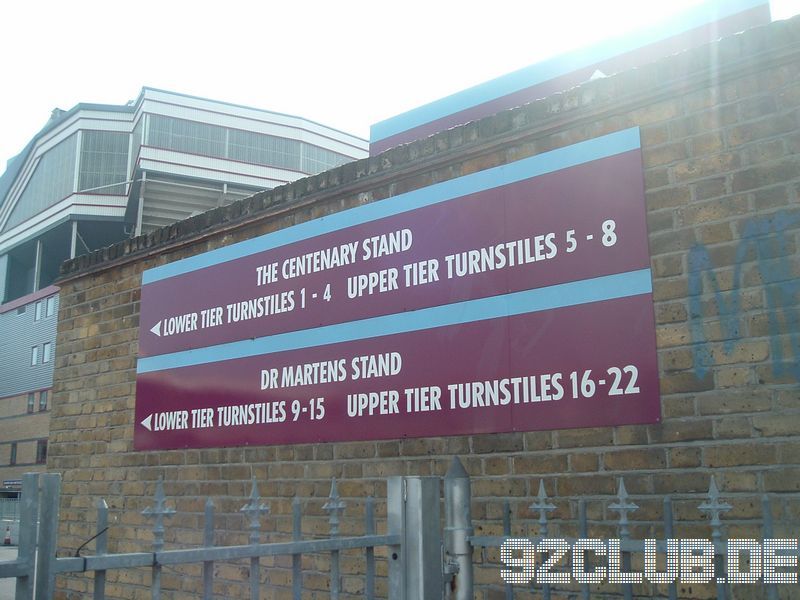 THE CENTENARY STAND
LOWER TIER TURNSTILES 1 - 4 UPPER TIER TURNSTILES 5 - 8
DR MARTENS STAND
LOWER TIER TURNSTILES 9-15 UPPER TIER TURNSTILES 16-22
92CLUB.DE